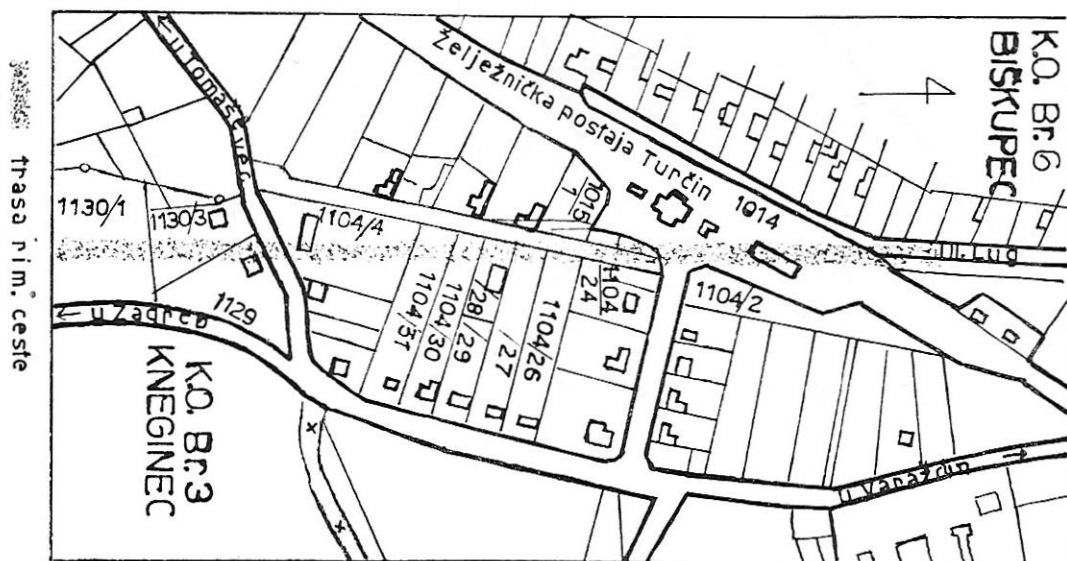 K.O. Br.6
BIŠKUPEC
← u Tomaševec
Željeznička postaja Turčin
1014
1015
1
1130/1
1130/3
1104/4
Ul. Lug
1129
← u Zagreb
1104/31
1104/30
/29
/28
/27
1104/26
1104
24
1104/2
K.O. Br.3
KNEGINEC
u Varaždin →
x
x
trasa rim. ceste